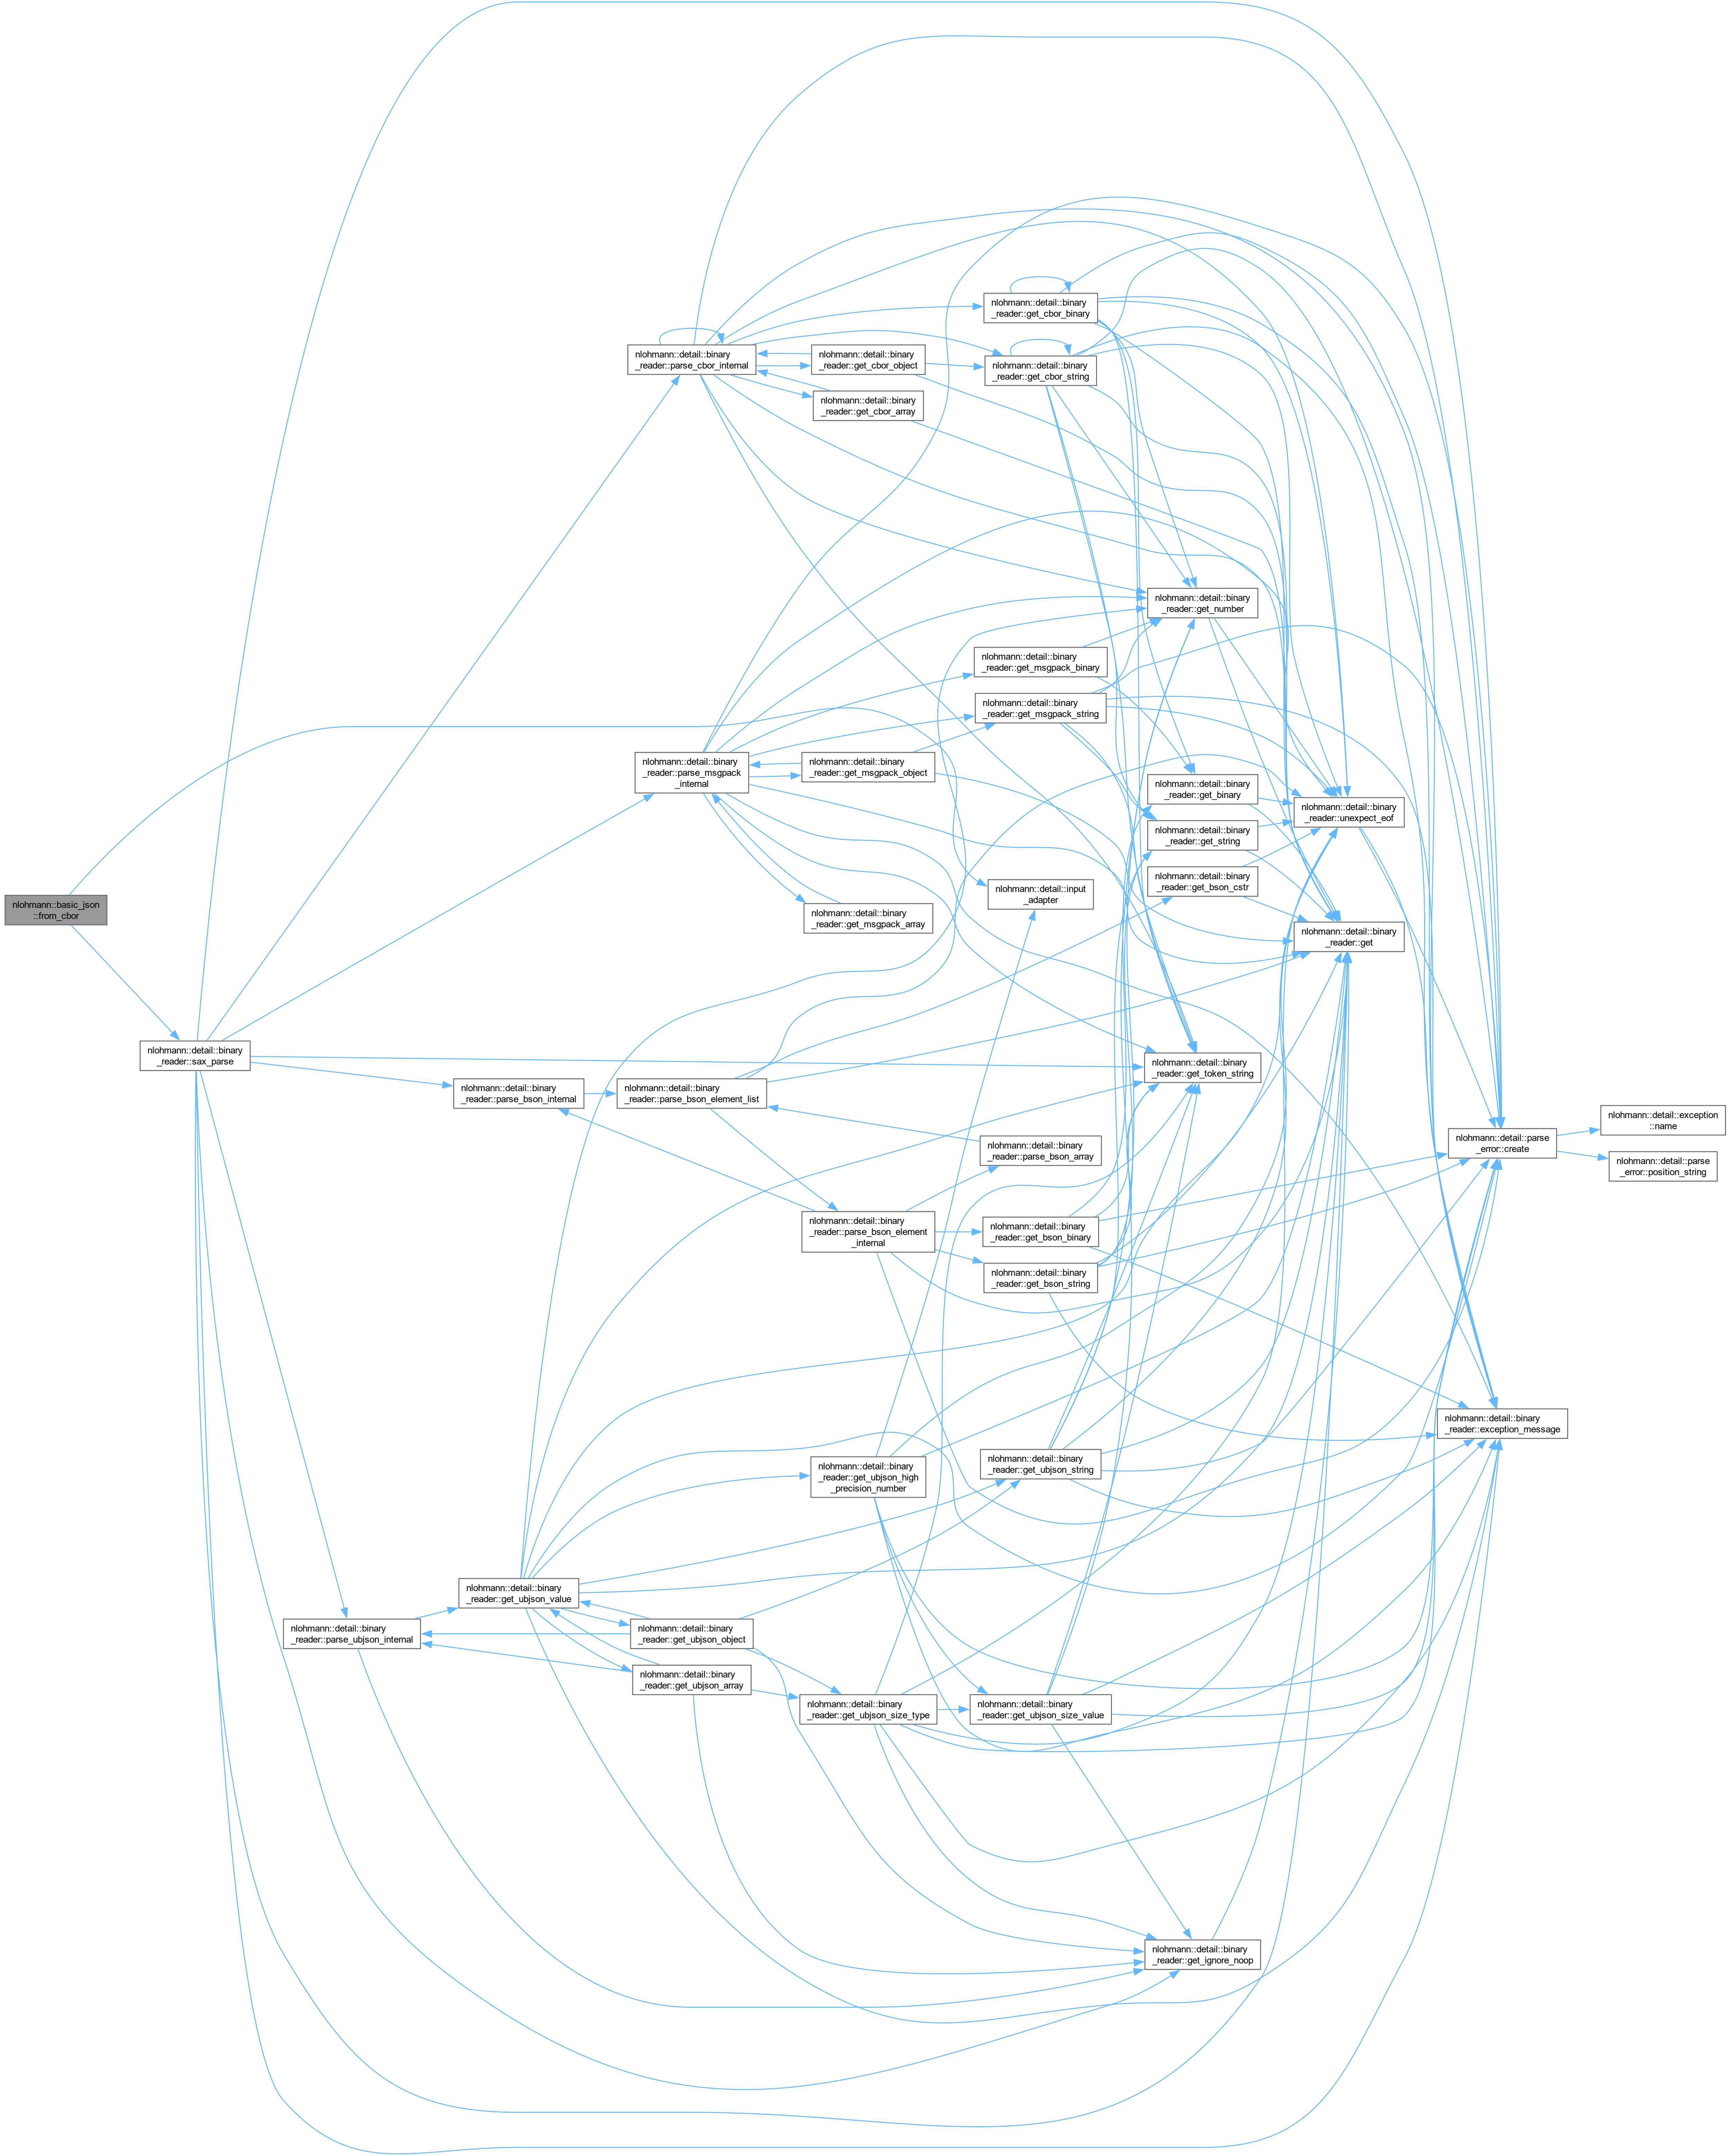 nlohmann::basic_json
::from_cbor
nlohmann::detail::binary
_reader::sax_parse
nlohmann::detail::binary
_reader::parse_ubjson_internal
nlohmann::detail::binary
_reader::parse_bson_internal
nlohmann::detail::binary
_reader::get_ubjson_value
nlohmann::detail::binary
_reader::parse_cbor_internal
nlohmann::detail::binary
_reader::parse_msgpack
_internal
nlohmann::detail::binary
_reader::parse_bson_element_list
nlohmann::detail::binary
_reader::get_ubjson_object
nlohmann::detail::binary
_reader::get_ubjson_array
nlohmann::detail::binary
_reader::get_cbor_object
nlohmann::detail::binary
_reader::get_cbor_array
nlohmann::detail::binary
_reader::get_msgpack_object
nlohmann::detail::binary
_reader::get_msgpack_array
nlohmann::detail::binary
_reader::parse_bson_element
_internal
nlohmann::detail::binary
_reader::get_ubjson_high
_precision_number
nlohmann::detail::binary
_reader::get_ubjson_size_type
nlohmann::detail::binary
_reader::get_cbor_binary
nlohmann::detail::binary
_reader::get_cbor_string
nlohmann::detail::binary
_reader::get_msgpack_binary
nlohmann::detail::binary
_reader::get_msgpack_string
nlohmann::detail::input
_adapter
nlohmann::detail::binary
_reader::parse_bson_array
nlohmann::detail::binary
_reader::get_bson_binary
nlohmann::detail::binary
_reader::get_bson_string
nlohmann::detail::binary
_reader::get_ubjson_string
nlohmann::detail::binary
_reader::get_ubjson_size_value
nlohmann::detail::binary
_reader::get_number
nlohmann::detail::binary
_reader::get_binary
nlohmann::detail::binary
_reader::get_string
nlohmann::detail::binary
_reader::get_bson_cstr
nlohmann::detail::binary
_reader::get_token_string
nlohmann::detail::binary
_reader::get_ignore_noop
nlohmann::detail::binary
_reader::unexpect_eof
nlohmann::detail::binary
_reader::get
nlohmann::detail::parse
_error::create
nlohmann::detail::binary
_reader::exception_message
nlohmann::detail::exception
::name
nlohmann::detail::parse
_error::position_string